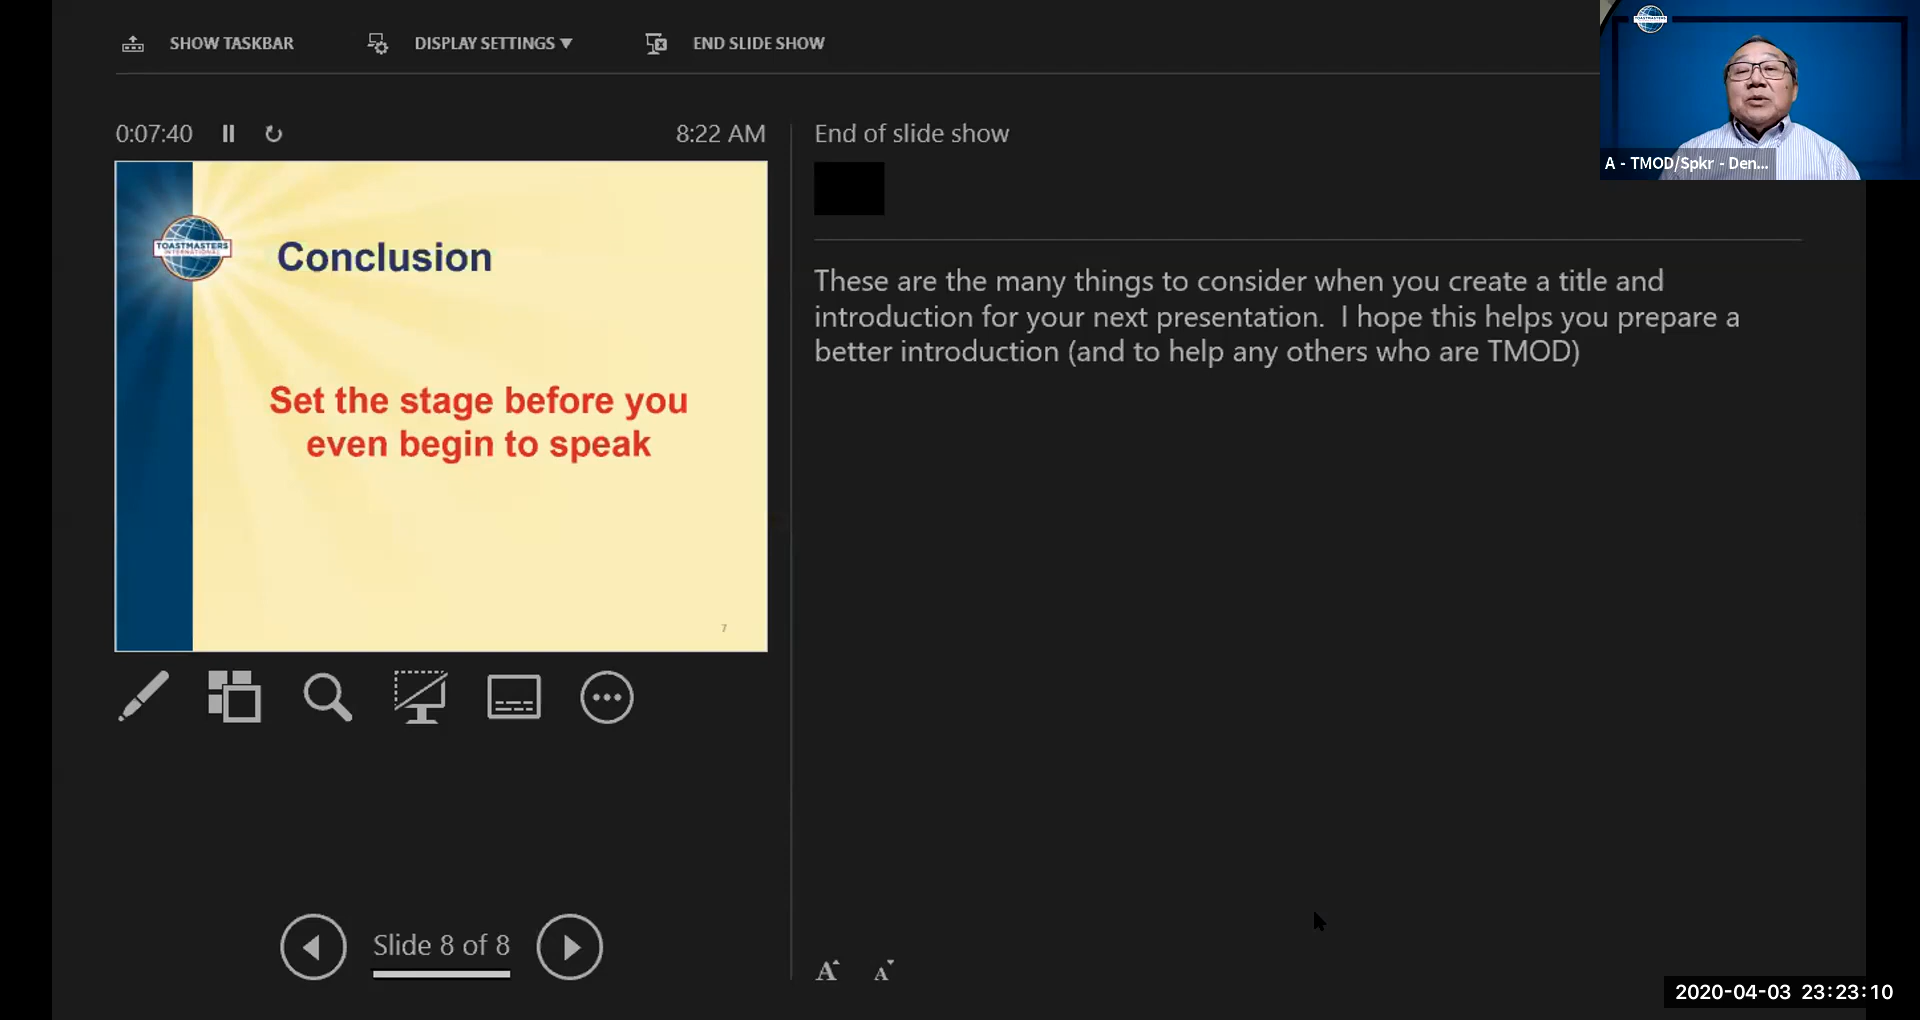 SHOW TASKBAR
DISPLAY SETTINGS ▼
END SLIDE SHOW
TOASTMASTERS
A - TMOD/Spkr - Den...
0:07:40
8:22 AM
End of slide show
TOASTMASTERS
INTERNATIONAL
Conclusion
Set the stage before you
even begin to speak
7
These are the many things to consider when you create a title and
introduction for your next presentation.  I hope this helps you prepare a
better introduction (and to help any others who are TMOD)
Slide 8 of 8
A A
2020-04-03 23:23:10